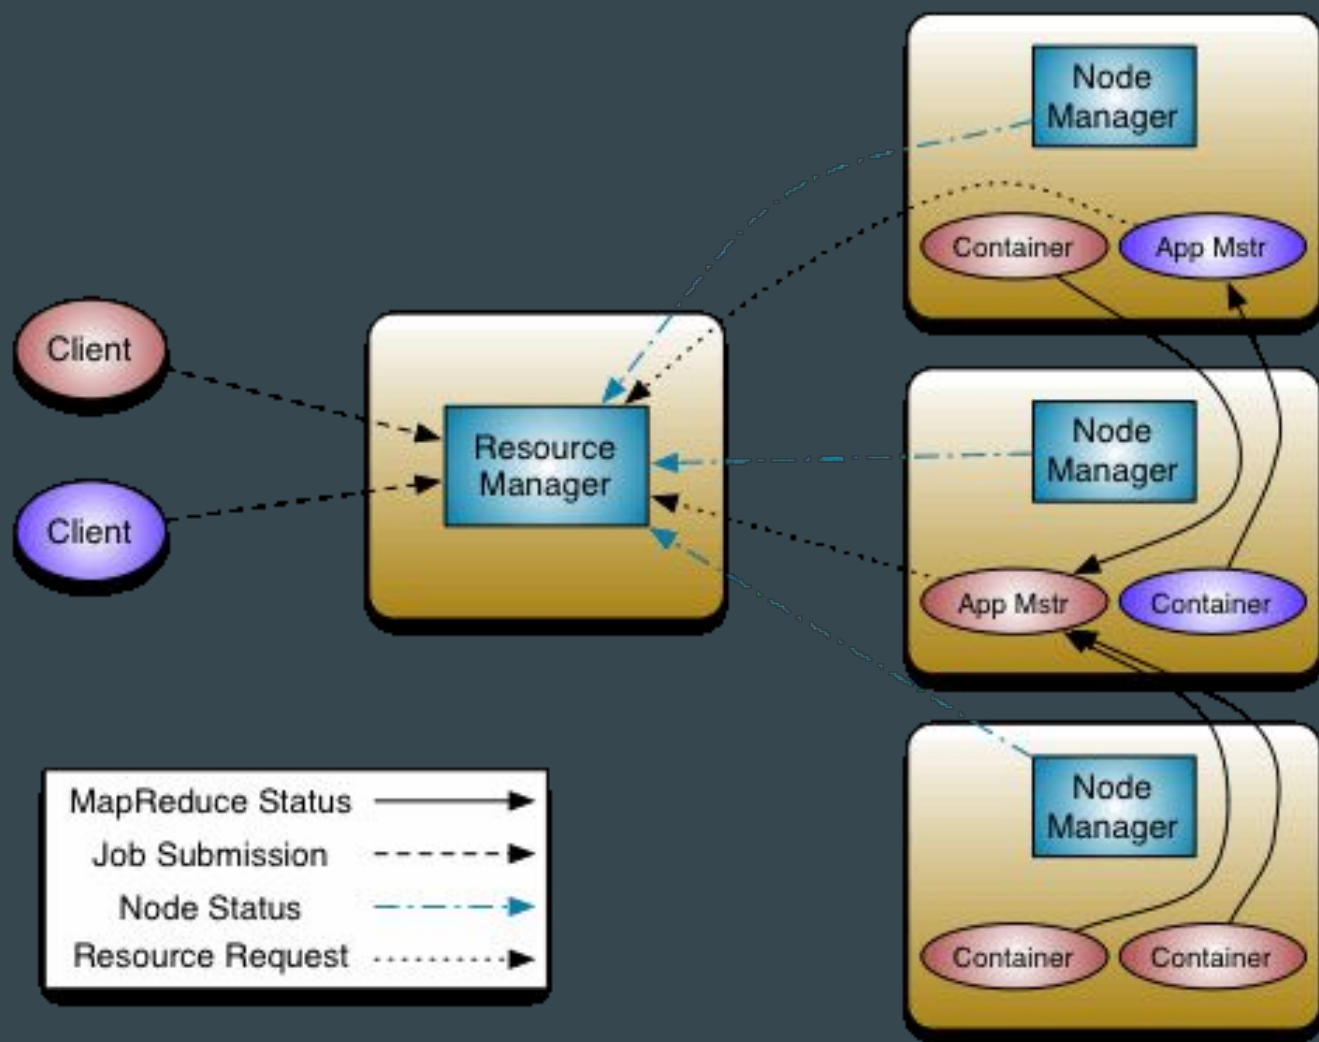 Client
Client
Resource
Manager
Node
Manager
Container
App Mstr
Node
Manager
App Mstr
Container
Node
Manager
Container
Container
MapReduce Status
Job Submission
Node Status
Resource Request